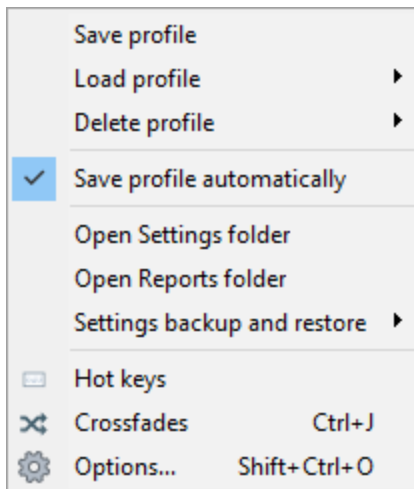 Save profile
Load profile
Delete profile
Save profile automatically
Open Settings folder
Open Reports folder
Settings backup and restore
Hot keys
Crossfades Ctrl+J
Options... Shift+Ctrl+O